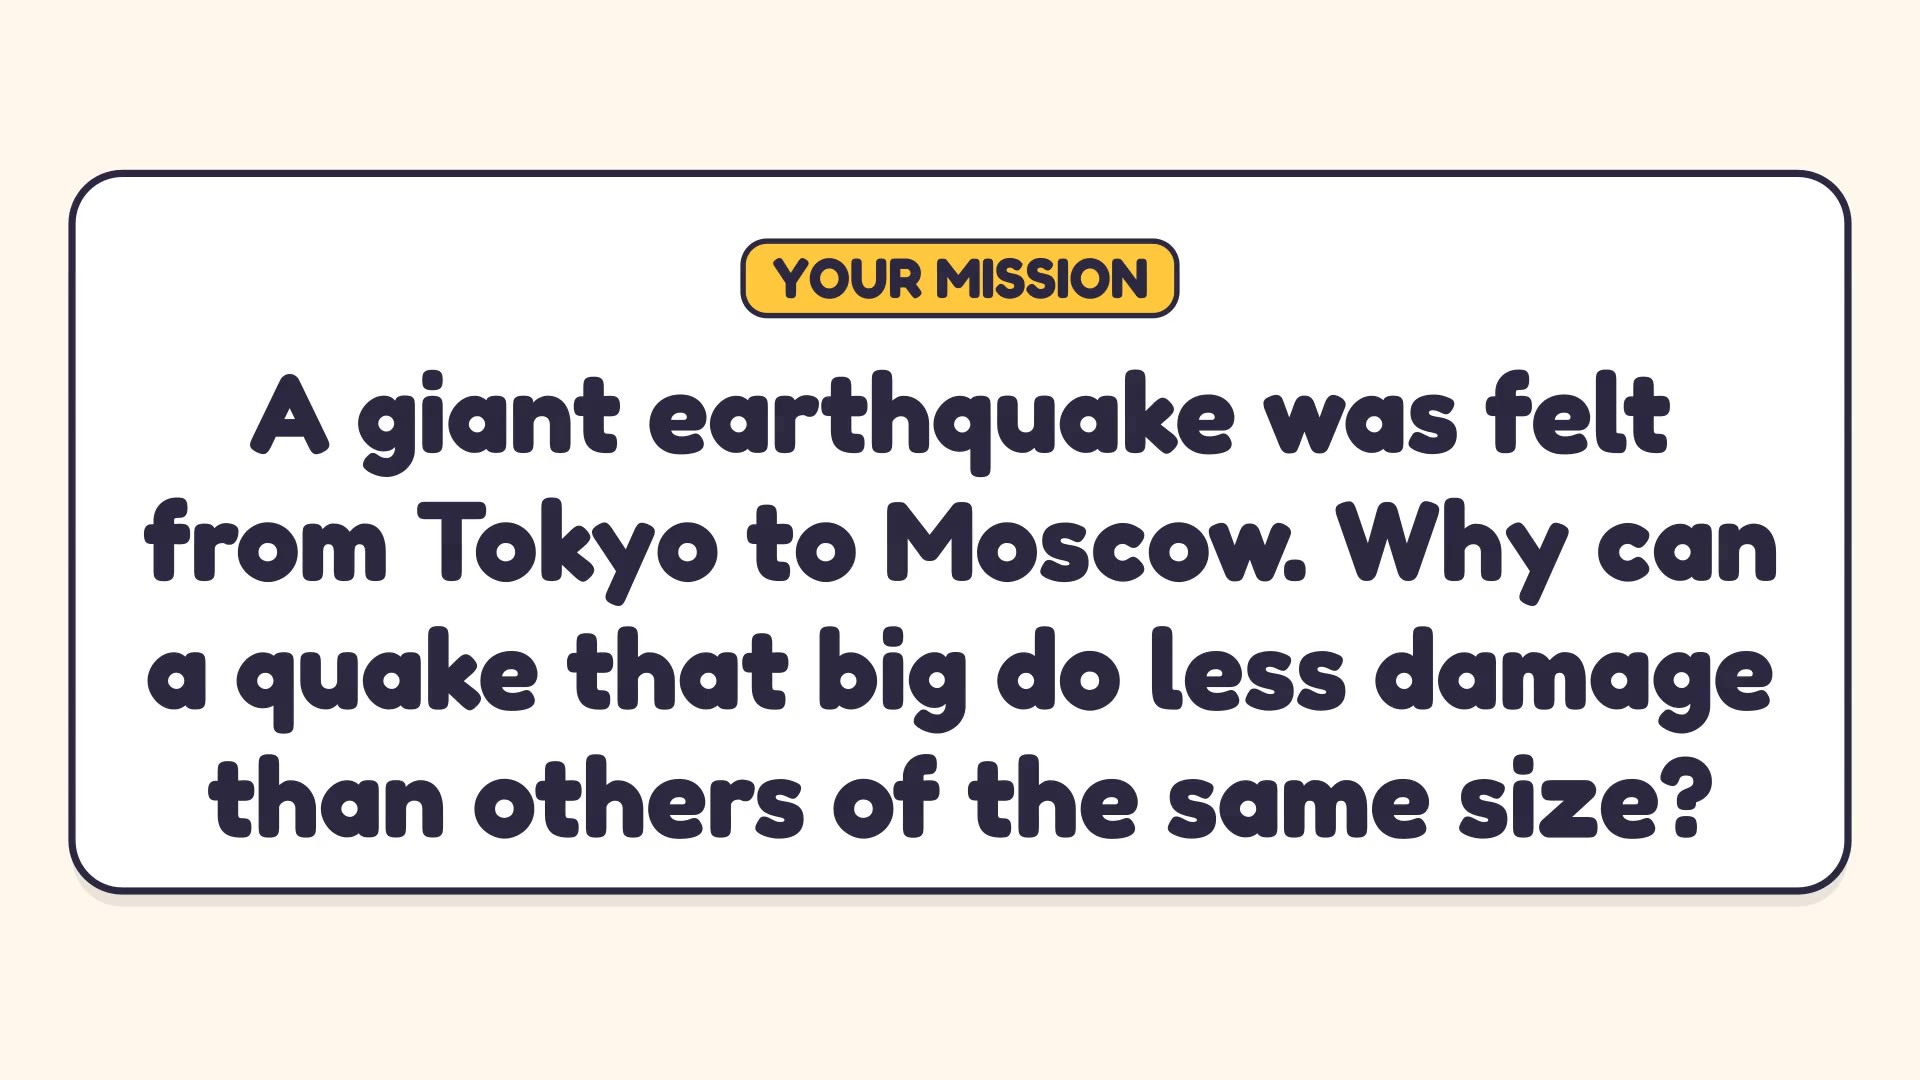 YOUR MISSION
A giant earthquake was felt
from Tokyo to Moscow. Why can
a quake that big do less damage
than others of the same size?